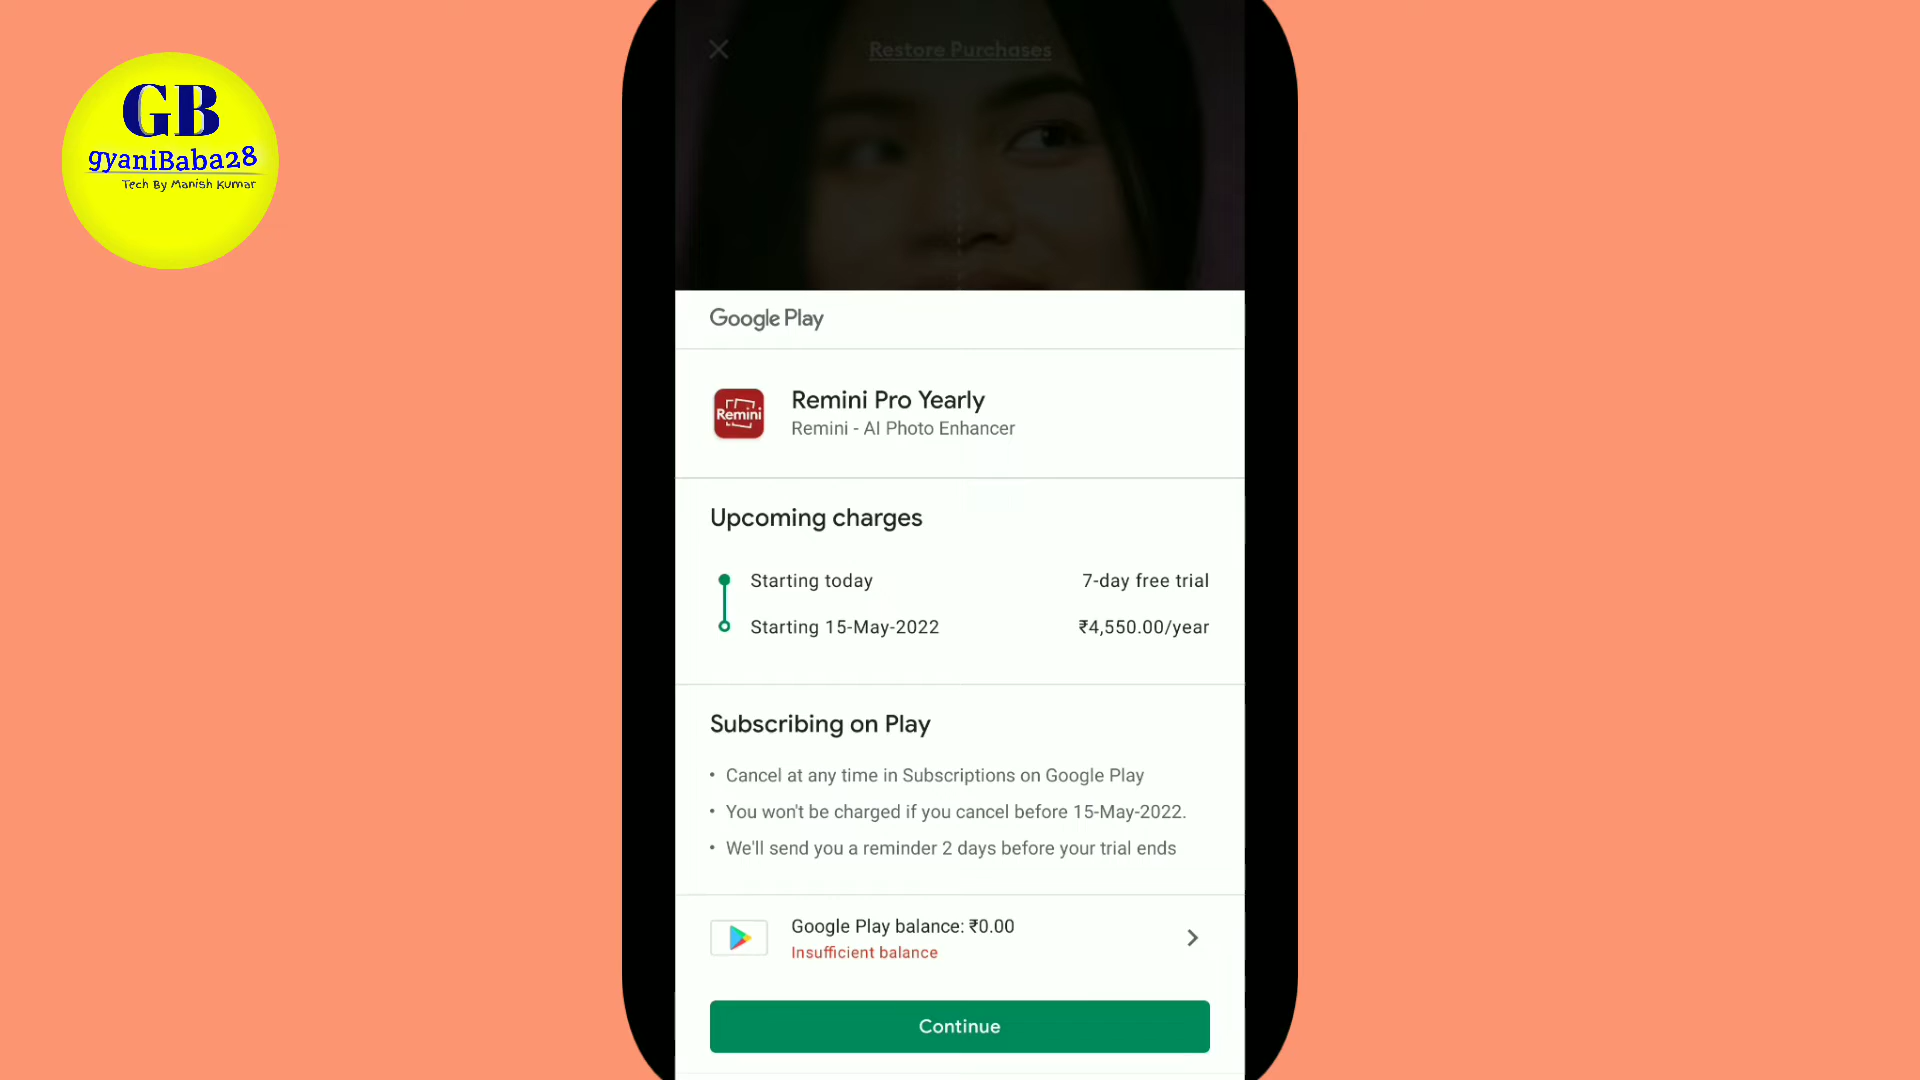 GB
gyaniBaba28
Tech By Manish Kumar
Restore Purchases
Google Play
Remini
Remini Pro Yearly
Remini - AI Photo Enhancer
Upcoming charges
Starting today 7-day free trial
Starting 15-May-2022 ₹4,550.00/year
Subscribing on Play
• Cancel at any time in Subscriptions on Google Play
• You won't be charged if you cancel before 15-May-2022.
• We'll send you a reminder 2 days before your trial ends
Google Play balance: ₹0.00
Insufficient balance
Continue